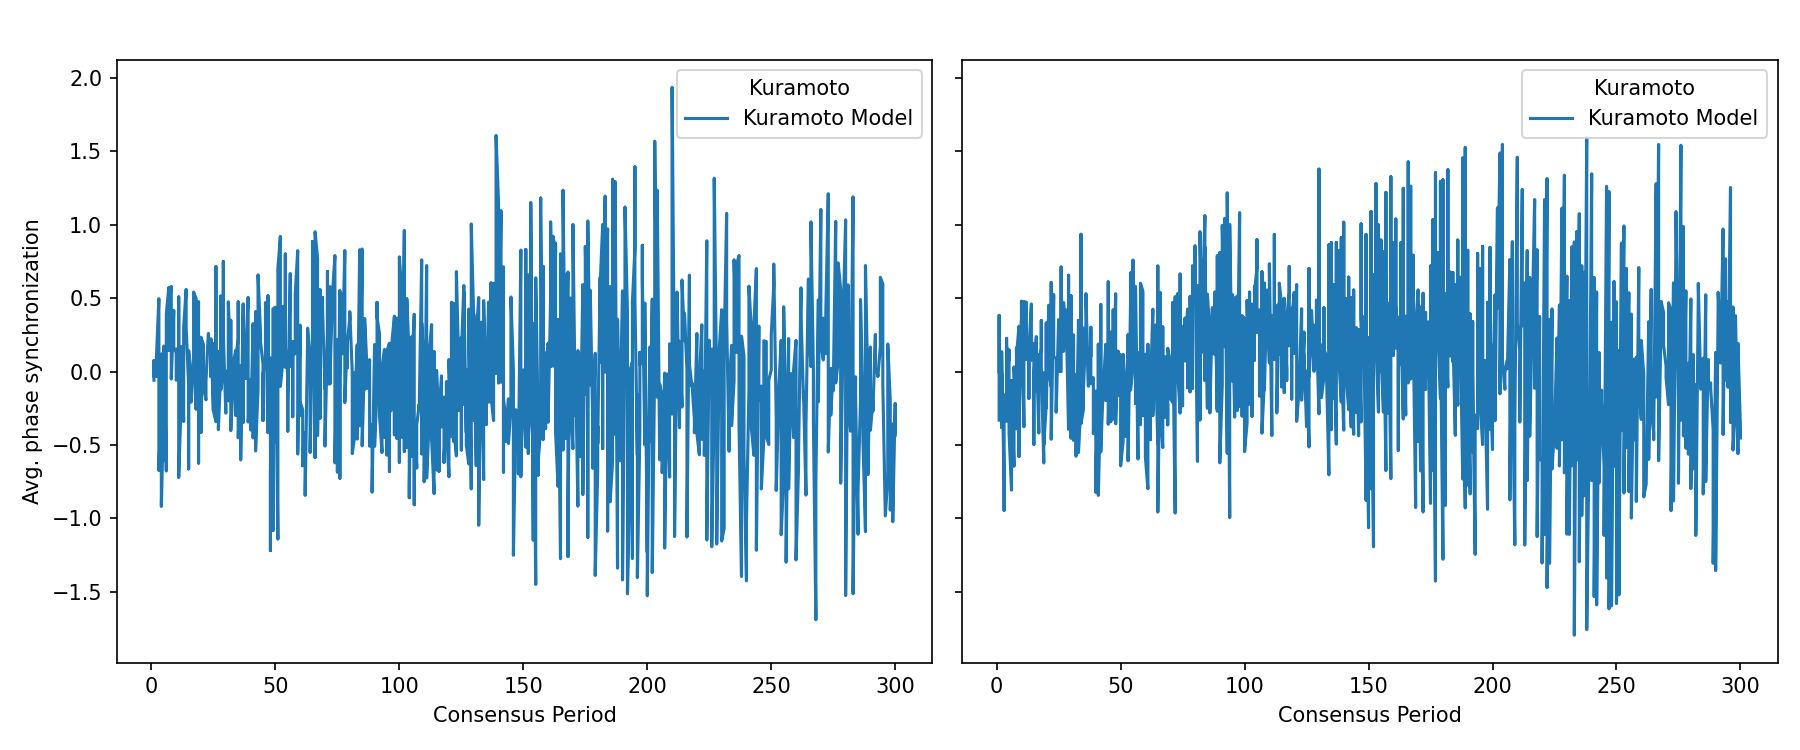 Avg. phase synchronization
2.0
1.5
1.0
0.5
0.0
−0.5
−1.0
−1.5
Kuramoto
Kuramoto Model
0 50 100 150 200 250 300
Consensus Period
Kuramoto
Kuramoto Model
0 50 100 150 200 250 300
Consensus Period